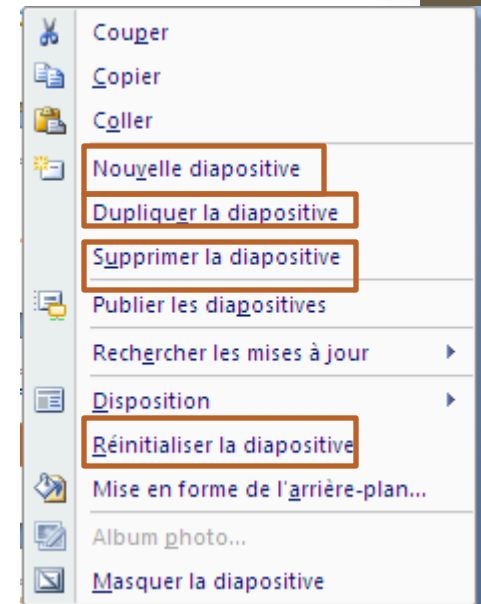 Couper
Copier
Coller
Nouvelle diapositive
Dupliquer la diapositive
Supprimer la diapositive
Publier les diapositives
Rechercher les mises à jour
Disposition
Réinitialiser la diapositive
Mise en forme de l'arrière-plan...
Album photo...
Masquer la diapositive